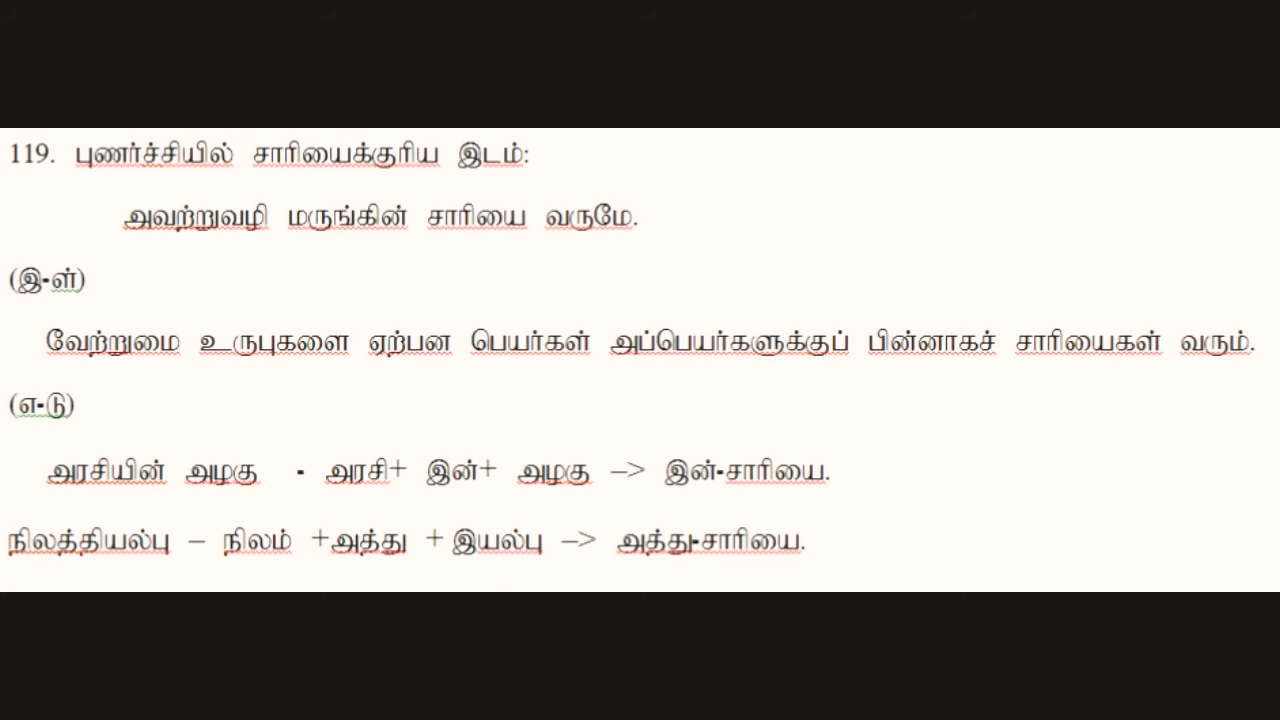 119. புணர்ச்சியில் சாரியைக்குரிய இடம்:
அவற்றுவழி மருங்கின் சாரியை வருமே.
(இ-ள்)
வேற்றுமை உருபுகளை ஏற்பன பெயர்கள் அப்பெயர்களுக்குப் பின்னாகச் சாரியைகள் வரும்.
(எ-டு)
அரசியின் அழகு - அரசி+ இன்+ அழகு –> இன்-சாரியை.
நிலத்தியல்பு – நிலம் +அத்து + இயல்பு –> அத்து-சாரியை.